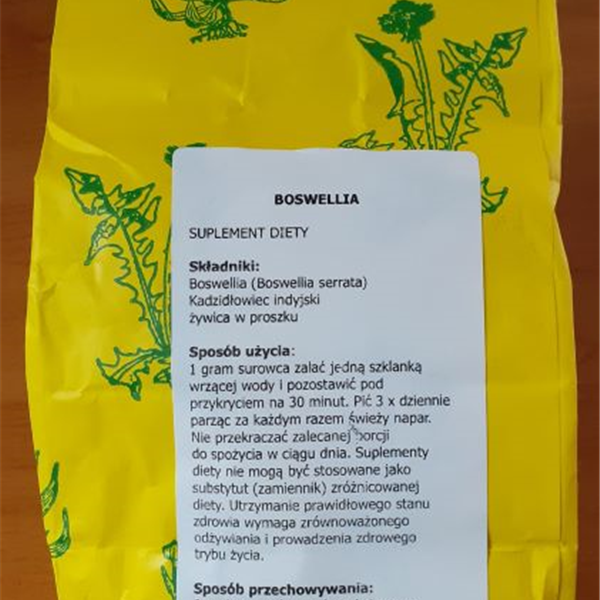 BOSWELLIA
SUPLEMENT DIETY
Składniki:
Boswellia (Boswellia serrata)
Kadzidłowiec indyjski
żywica w proszku
Sposób użycia:
1 gram surowca zalać jedną szklanką
wrzącej wody i pozostawić pod
przykryciem na 30 minut. Pić 3 x dziennie
parząc za każdym razem świeży napar.
Nie przekraczać zalecanej porcji
do spożycia w ciągu dnia. Suplementy
diety nie mogą być stosowane jako
substytut (zamiennik) zróżnicowanej
diety. Utrzymanie prawidłowego stanu
zdrowia wymaga zrównoważonego
odżywiania i prowadzenia zdrowego
trybu życia.
Sposób przechowywania: